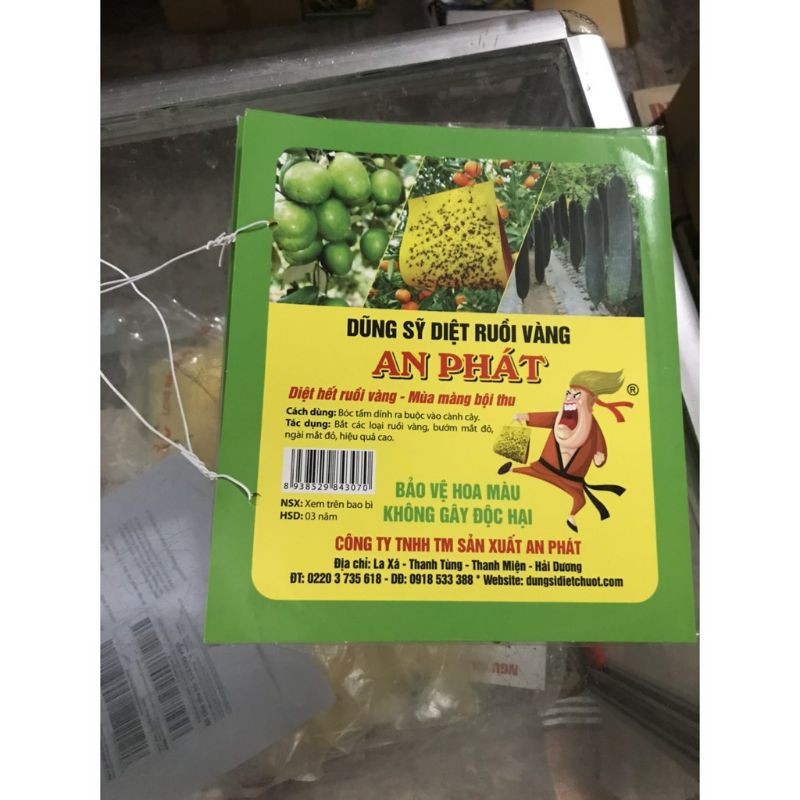 DŨNG SỸ DIỆT RUỒI VÀNG
AN PHÁT
®
Diệt hết ruồi vàng - Mùa màng bội thu
Cách dùng: Bóc tấm dính ra buộc vào cành cây.
Tác dụng: Bắt các loại ruồi vàng, bướm mắt đỏ,
ngài mắt đỏ, hiệu quả cao.
8 938529 843070
NSX: Xem trên bao bì
HSD: 03 năm
BẢO VỆ HOA MÀU
KHÔNG GÂY ĐỘC HẠI
CÔNG TY TNHH TM SẢN XUẤT AN PHÁT
Địa chỉ: La Xá - Thanh Tùng - Thanh Miện - Hải Dương
ĐT: 0220 3 735 618 - DĐ: 0918 533 388 * Website: dungsidietchuot.com